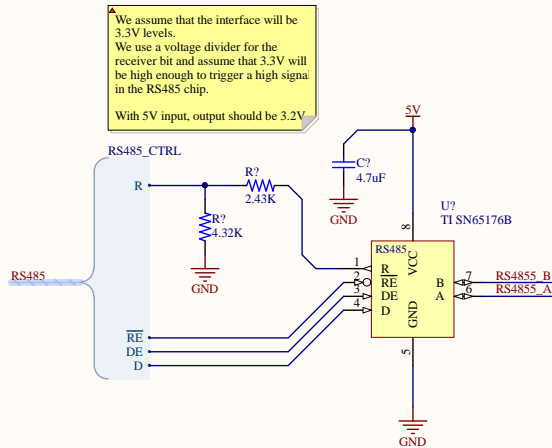 We assume that the interface will be
3.3V levels.
We use a voltage divider for the
receiver bit and assume that 3.3V will
be high enough to trigger a high signal
in the RS485 chip.
With 5V input, output should be 3.2V
5V
RS485_CTRL
R
R?
2.43K
C?
4.7uF
GND
R?
4.32K
GND
U?
TI SN65176B
8
RS485
VCC
1
R
2
RE
3
DE
4
D
B
7
RS4855_B
A
6
RS4855_A
GND
5
RS485
RE
DE
D
GND